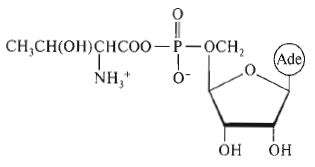 O
CH₃CH(OH)CHCOO–P–OCH₂
NH₃⁺ O⁻ O Ade
OH OH